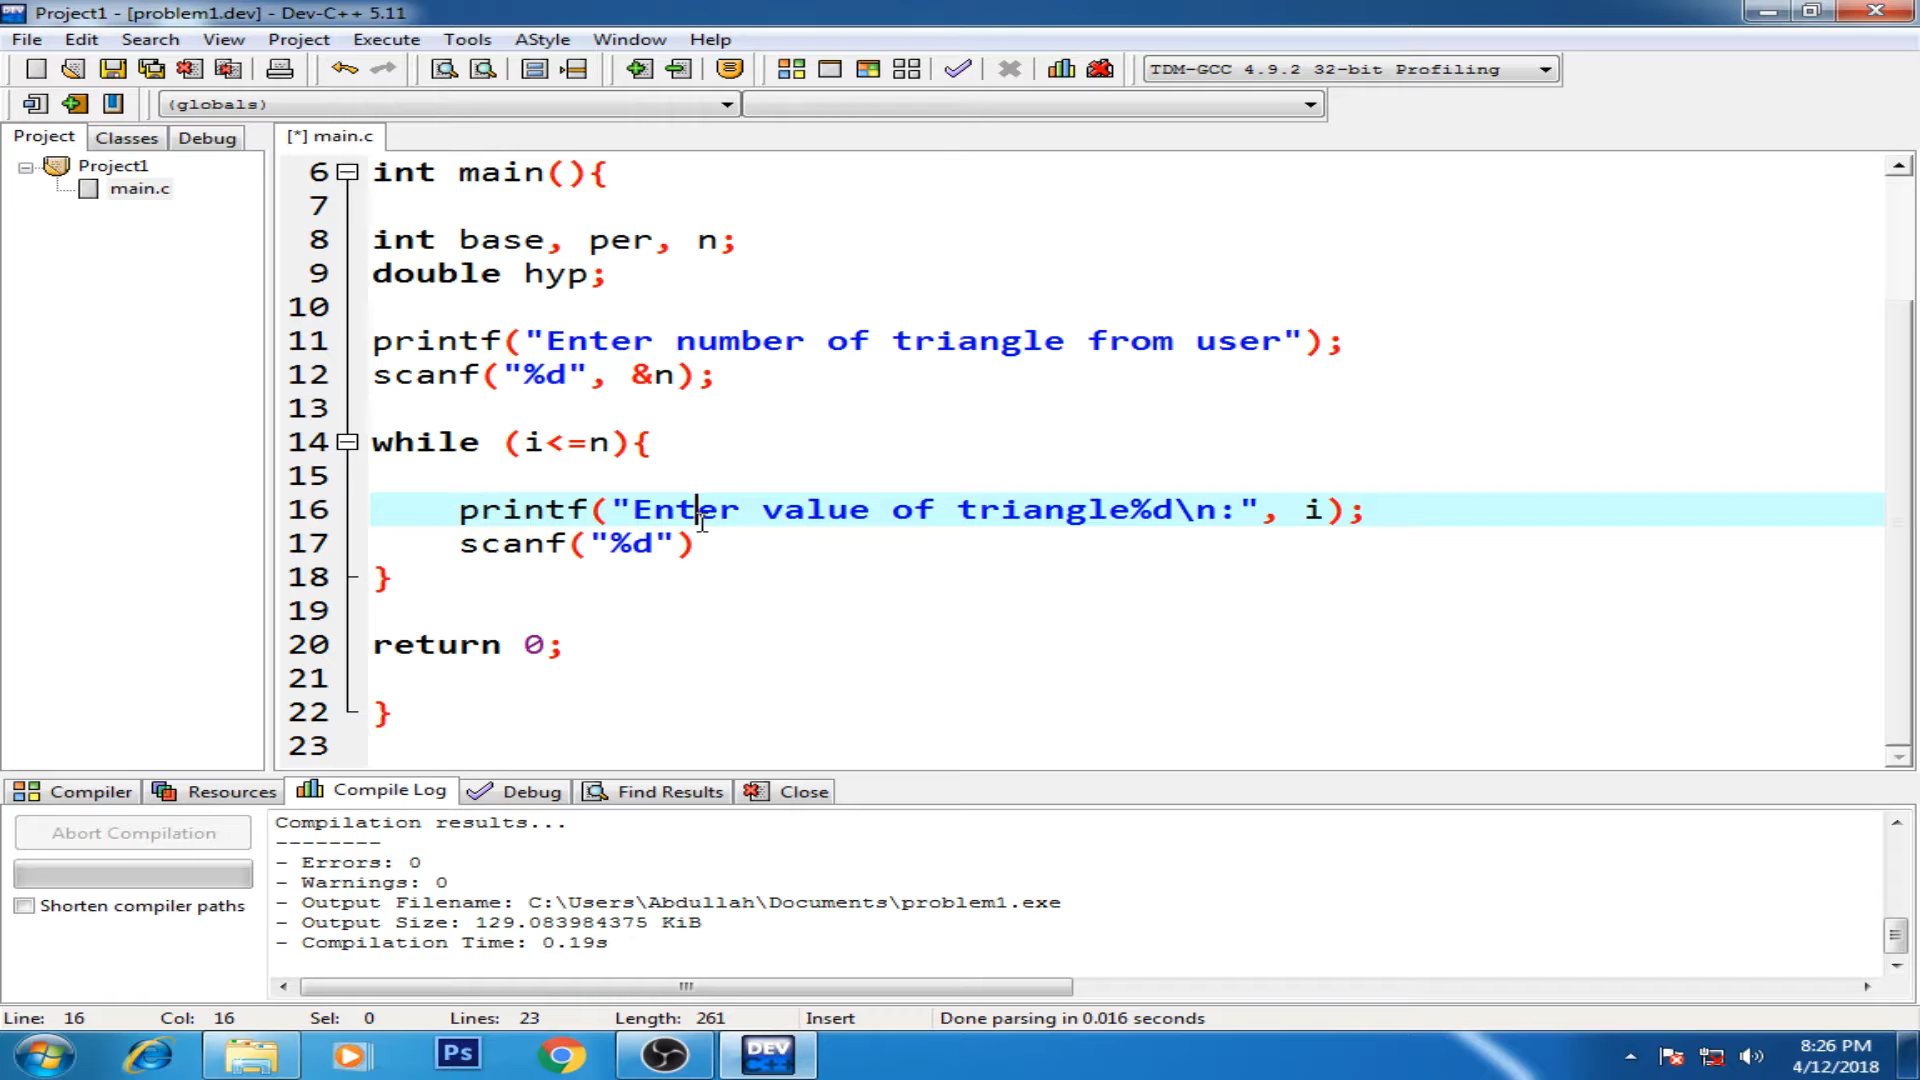 Project1 - [problem1.dev] - Dev-C++ 5.11
File Edit Search View Project Execute Tools AStyle Window Help
TDM-GCC 4.9.2 32-bit Profiling
(globals)
Project Classes Debug
[*] main.c
Project1
main.c
6 int main(){
7
8 int base, per, n;
9 double hyp;
10
11 printf("Enter number of triangle from user");
12 scanf("%d", &n);
13
14 while (i<=n){
15
16 printf("Enter value of triangle%d\n:", i);
17 scanf("%d")
18 }
19
20 return 0;
21
22 }
23
Compiler Resources Compile Log Debug Find Results Close
Abort Compilation
Shorten compiler paths
Compilation results...
--------
- Errors: 0
- Warnings: 0
- Output Filename: C:\Users\Abdullah\Documents\problem1.exe
- Output Size: 129.083984375 KiB
- Compilation Time: 0.19s
Line: 16 Col: 16 Sel: 0 Lines: 23 Length: 261 Insert Done parsing in 0.016 seconds
Ps
DEV C++
8:26 PM
4/12/2018